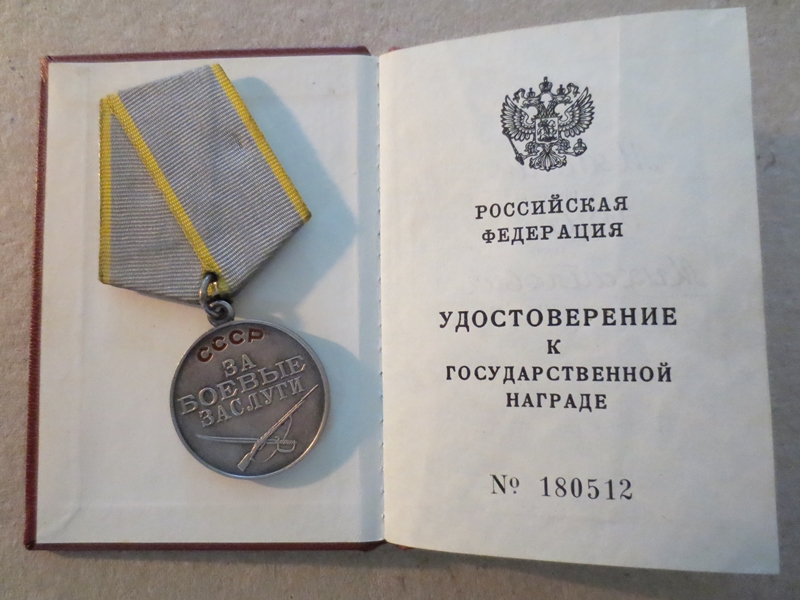 СССР
ЗА
БОЕВЫЕ
ЗАСЛУГИ
РОССИЙСКАЯ
ФЕДЕРАЦИЯ
УДОСТОВЕРЕНИЕ
К
ГОСУДАРСТВЕННОЙ
НАГРАДЕ
№ 180512